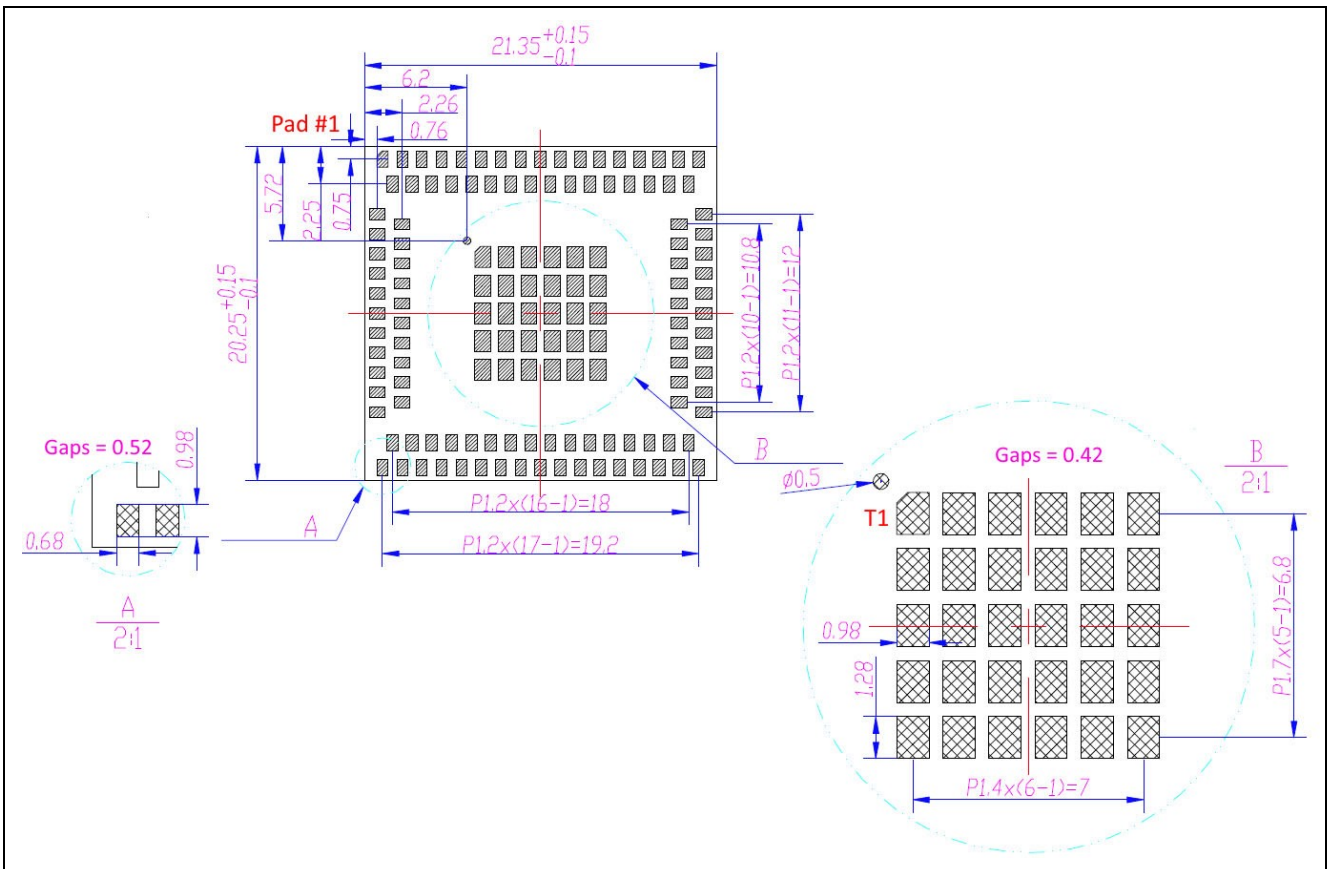 21.35 +0.15 -0.1
6.2
2.26
Pad #1
0.76
5.72
2.25
0.75
20.25 +0.15 -0.1
P1.2x(10-1)=10.8
P1.2x(11-1)=12
Gaps = 0.52
0.98
0.68
A
2:1
A
P1.2x(16-1)=18
P1.2x(17-1)=19.2
B
Gaps = 0.42
B
2:1
ø0.5
T1
0.98
1.28
P1.7x(5-1)=6.8
P1.4x(6-1)=7